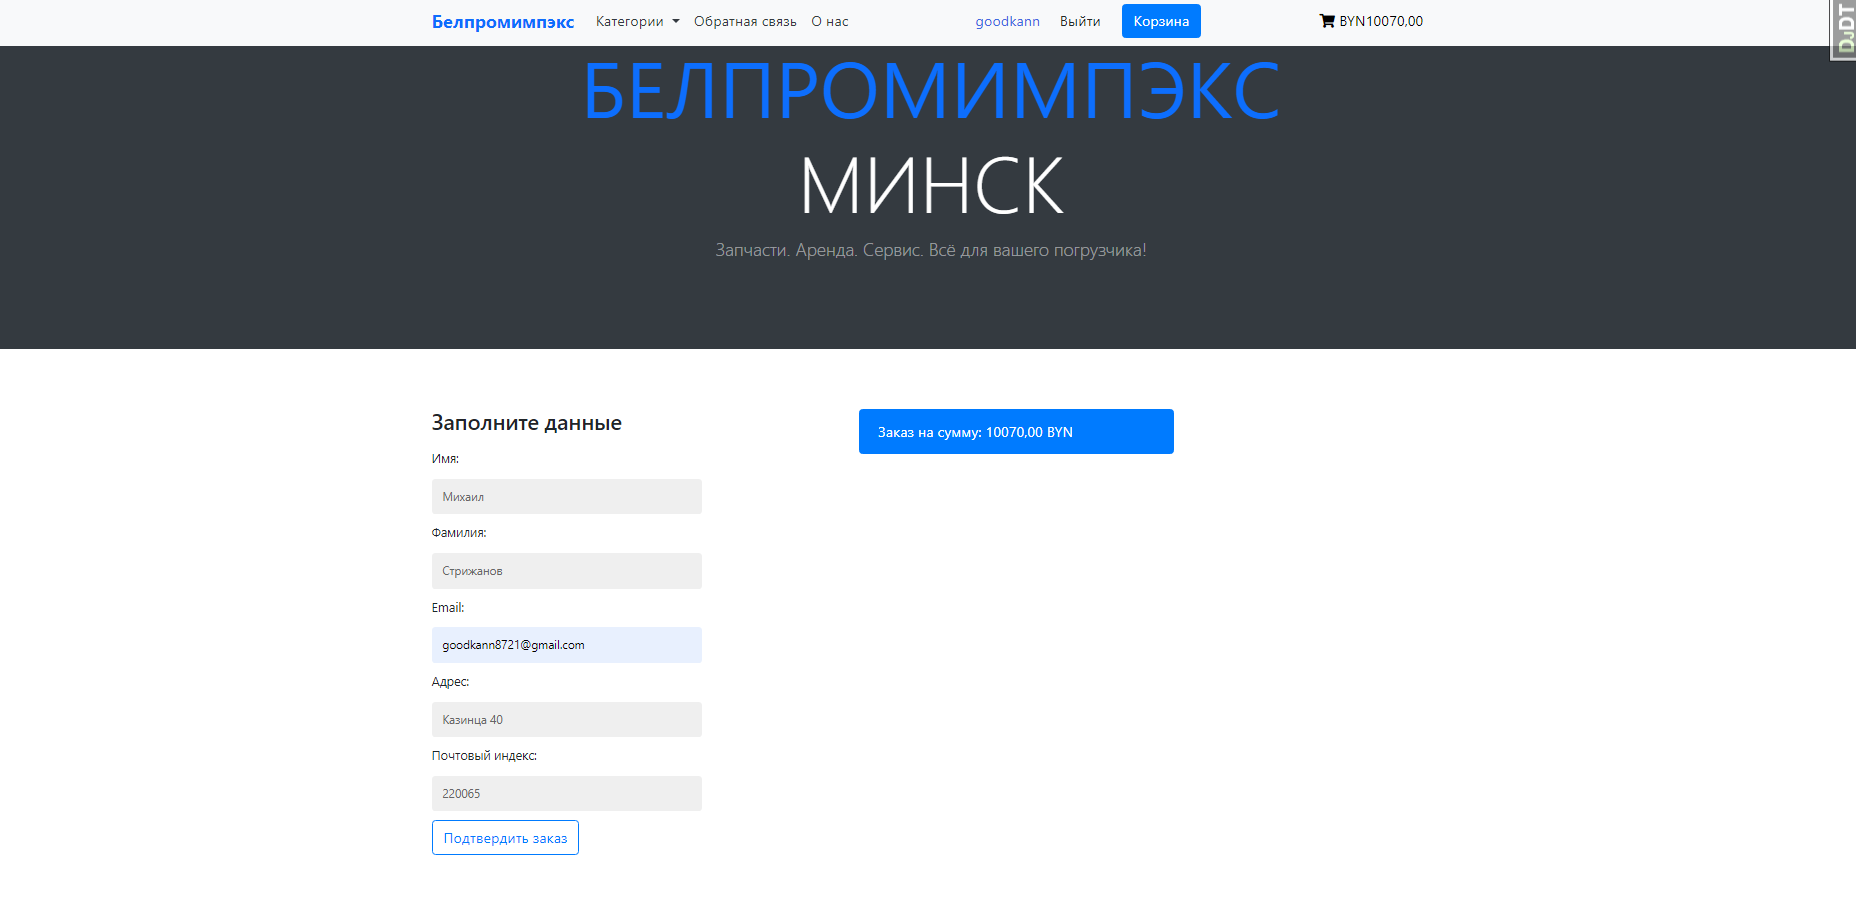 Белпромимпэкс Категории Обратная связь О нас goodkann Выйти Корзина BYN10070,00
DjDT
БЕЛПРОМИМПЭКС
МИНСК
Запчасти. Аренда. Сервис. Всё для вашего погрузчика!
Заполните данные
Заказ на сумму: 10070,00 BYN
Имя:
Михаил
Фамилия:
Стрижанов
Email:
goodkann8721@gmail.com
Адрес:
Казинца 40
Почтовый индекс:
220065
Подтвердить заказ